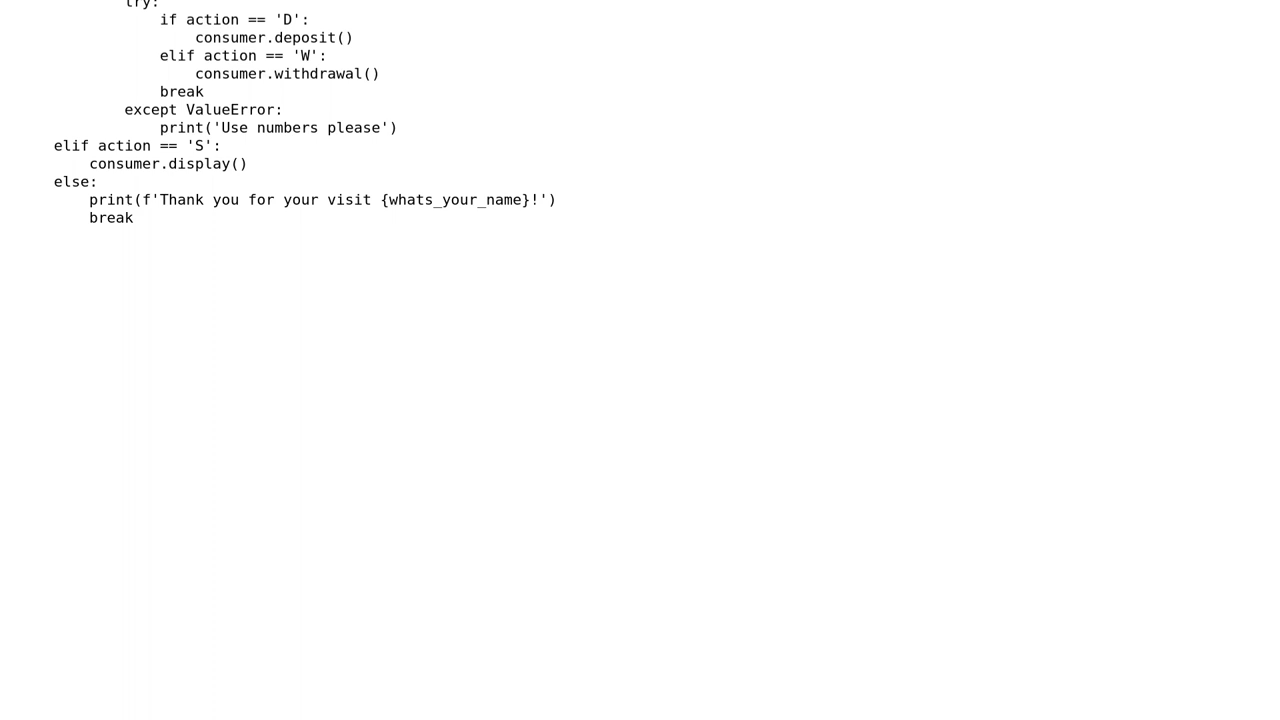 try:
if action == 'D':
consumer.deposit()
elif action == 'W':
consumer.withdrawal()
break
except ValueError:
print('Use numbers please')
elif action == 'S':
consumer.display()
else:
print(f'Thank you for your visit {whats_your_name}!')
break